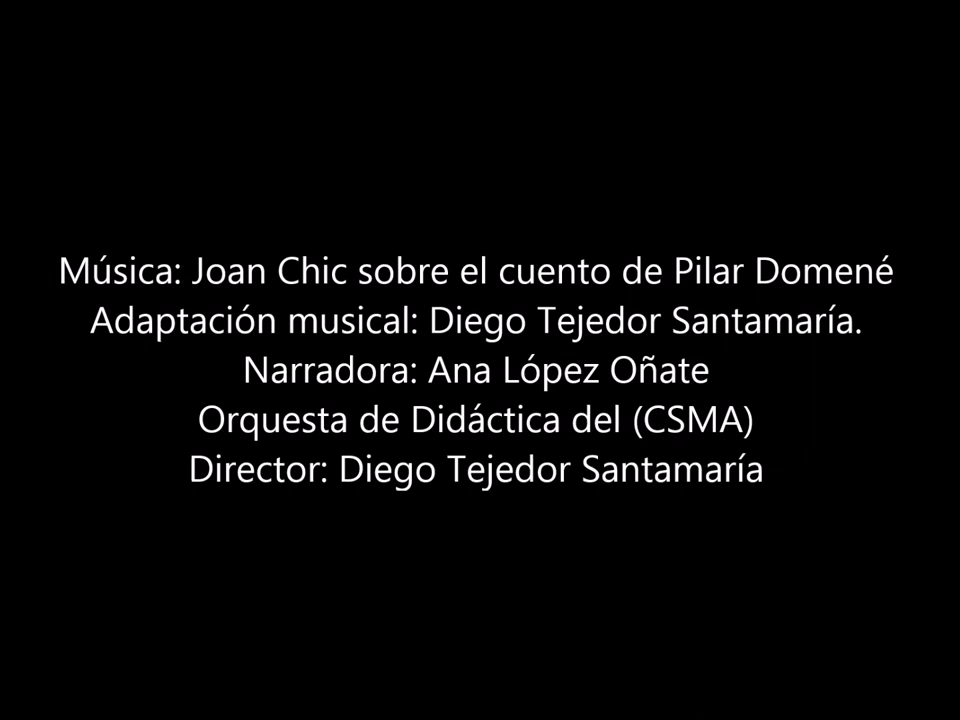 Música: Joan Chic sobre el cuento de Pilar Domené
Adaptación musical: Diego Tejedor Santamaría.
Narradora: Ana López Oñate
Orquesta de Didáctica del (CSMA)
Director: Diego Tejedor Santamaría